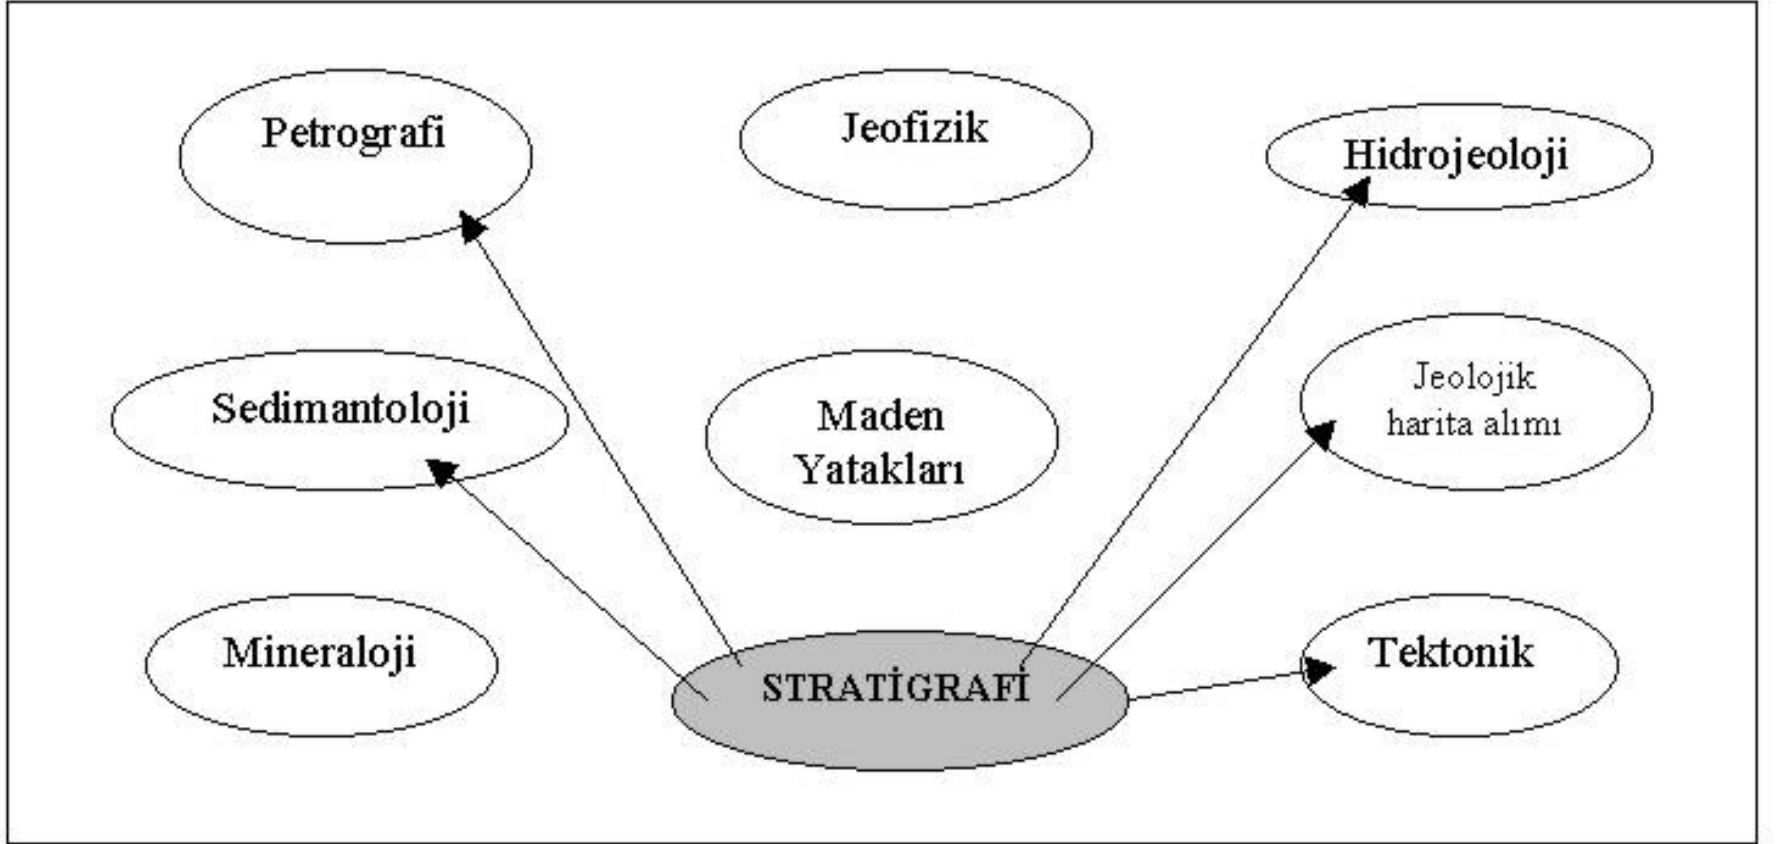 Petrografi
Jeofizik
Hidrojeoloji
Sedimantoloji
Maden
Yatakları
Jeolojik
harita alımı
Mineraloji
STRATİGRAFİ
Tektonik